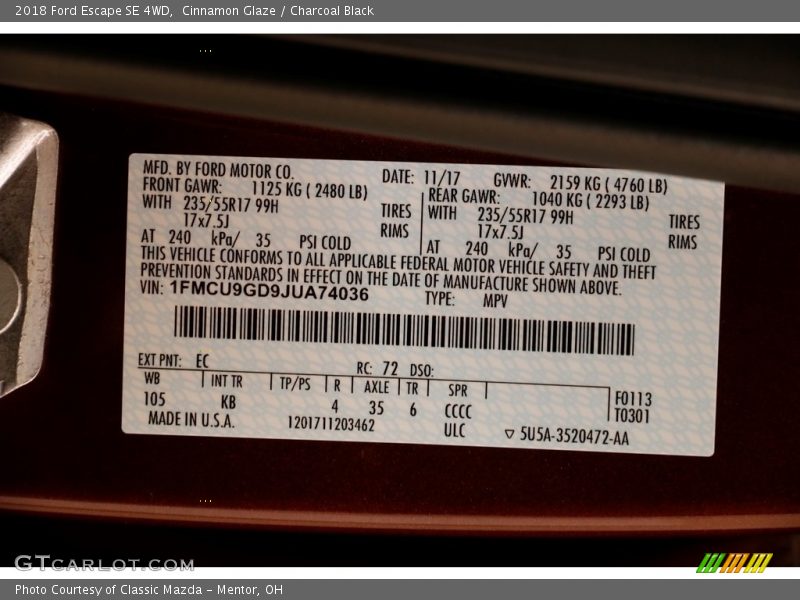 2018 Ford Escape SE 4WD, Cinnamon Glaze / Charcoal Black
MFD. BY FORD MOTOR CO. DATE: 11/17 GVWR: 2159 KG ( 4760 LB)
FRONT GAWR: 1125 KG ( 2480 LB) REAR GAWR: 1040 KG ( 2293 LB)
WITH 235/55R17 99H TIRES WITH 235/55R17 99H TIRES
17x7.5J RIMS 17x7.5J RIMS
AT 240 kPa/ 35 PSI COLD AT 240 kPa/ 35 PSI COLD
THIS VEHICLE CONFORMS TO ALL APPLICABLE FEDERAL MOTOR VEHICLE SAFETY AND THEFT
PREVENTION STANDARDS IN EFFECT ON THE DATE OF MANUFACTURE SHOWN ABOVE.
VIN: 1FMCU9GD9JUA74036 TYPE: MPV
EXT PNT: EC RC: 72 DSO:
WB INT TR TP/PS R AXLE TR SPR F0113
105 KB 4 35 6 CCCC T0301
MADE IN U.S.A. 1201711203462 ULC ▽ 5U5A-3520472-AA
GTCARLOT.COM
Photo Courtesy of Classic Mazda - Mentor, OH